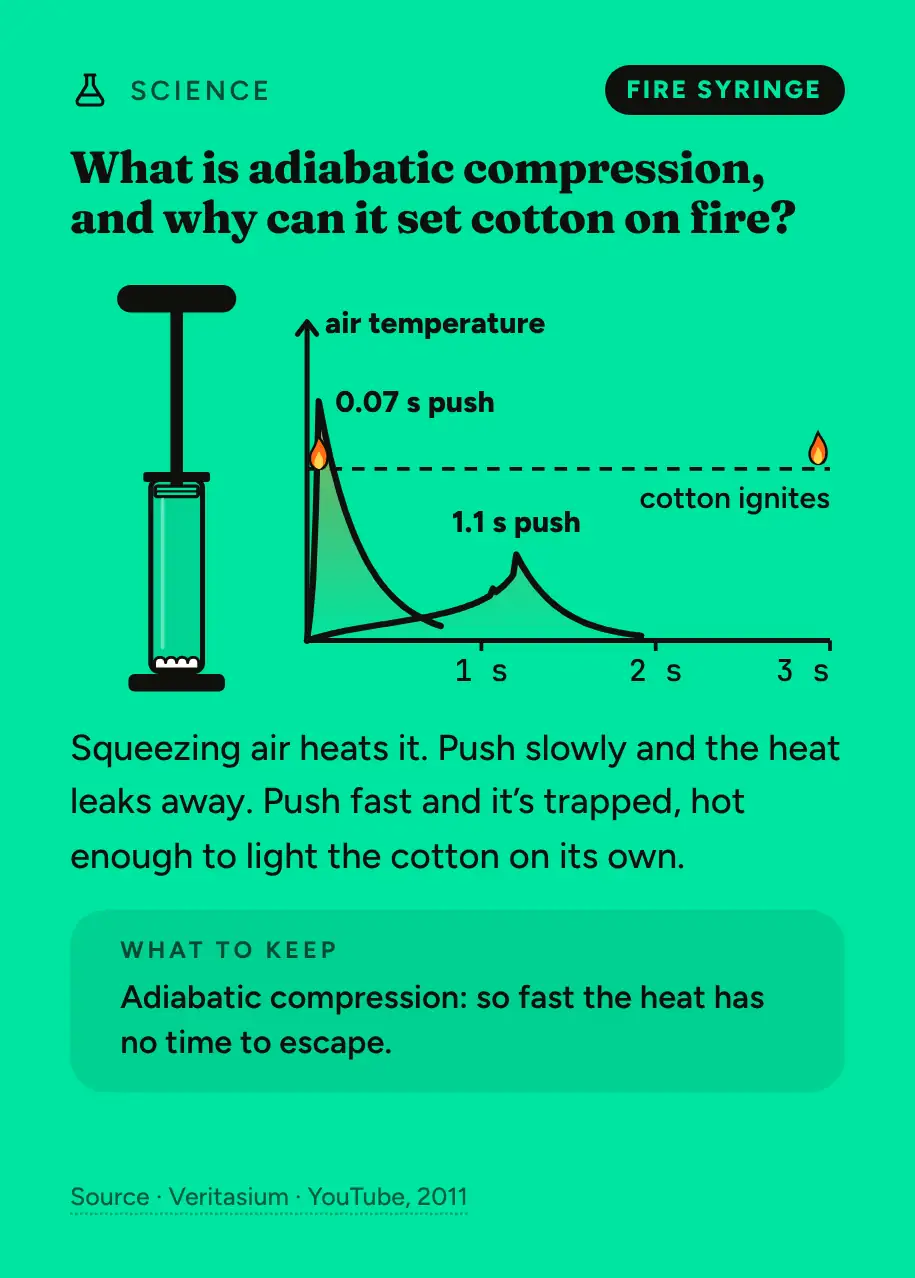 SCIENCE
FIRE SYRINGE
What is adiabatic compression,
and why can it set cotton on fire?
air temperature
0.07 s push
cotton ignites
1.1 s push
1 s
2 s
3 s
Squeezing air heats it. Push slowly and the heat
leaks away. Push fast and it’s trapped, hot
enough to light the cotton on its own.
WHAT TO KEEP
Adiabatic compression: so fast the heat has
no time to escape.
Source · Veritasium · YouTube, 2011